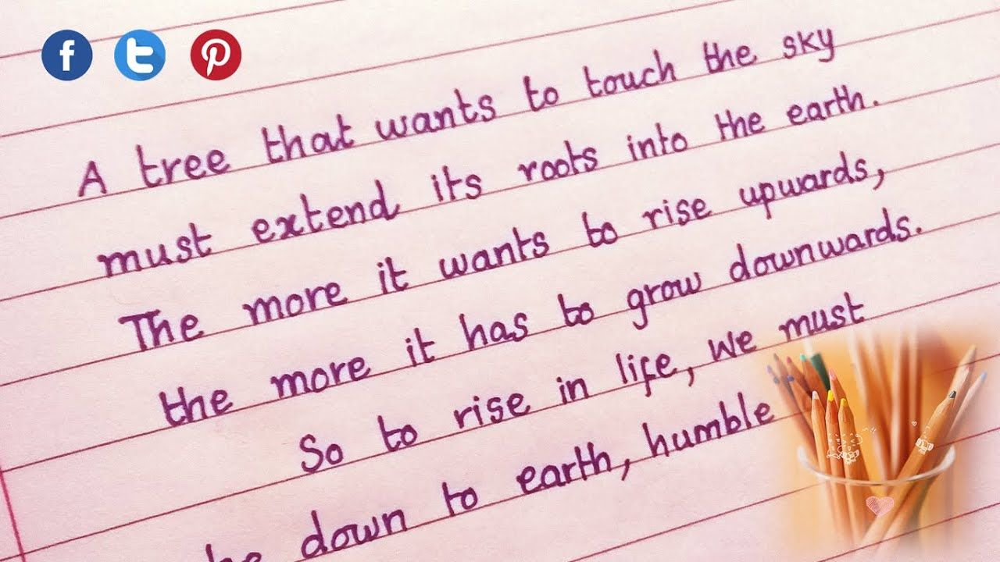 A tree that wants to touch the sky
must extend its roots into the earth.
The more it wants to rise upwards,
the more it has to grow downwards.
So to rise in life, we must
be down to earth, humble